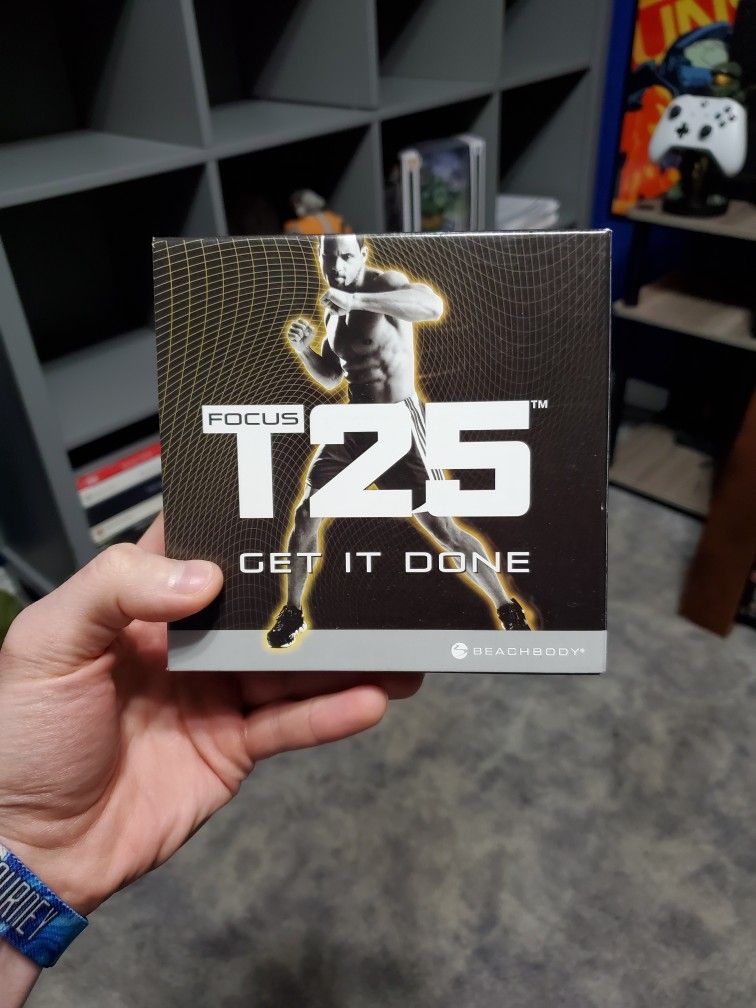 FOCUS
T25™
GET IT DONE
BEACHBODY®